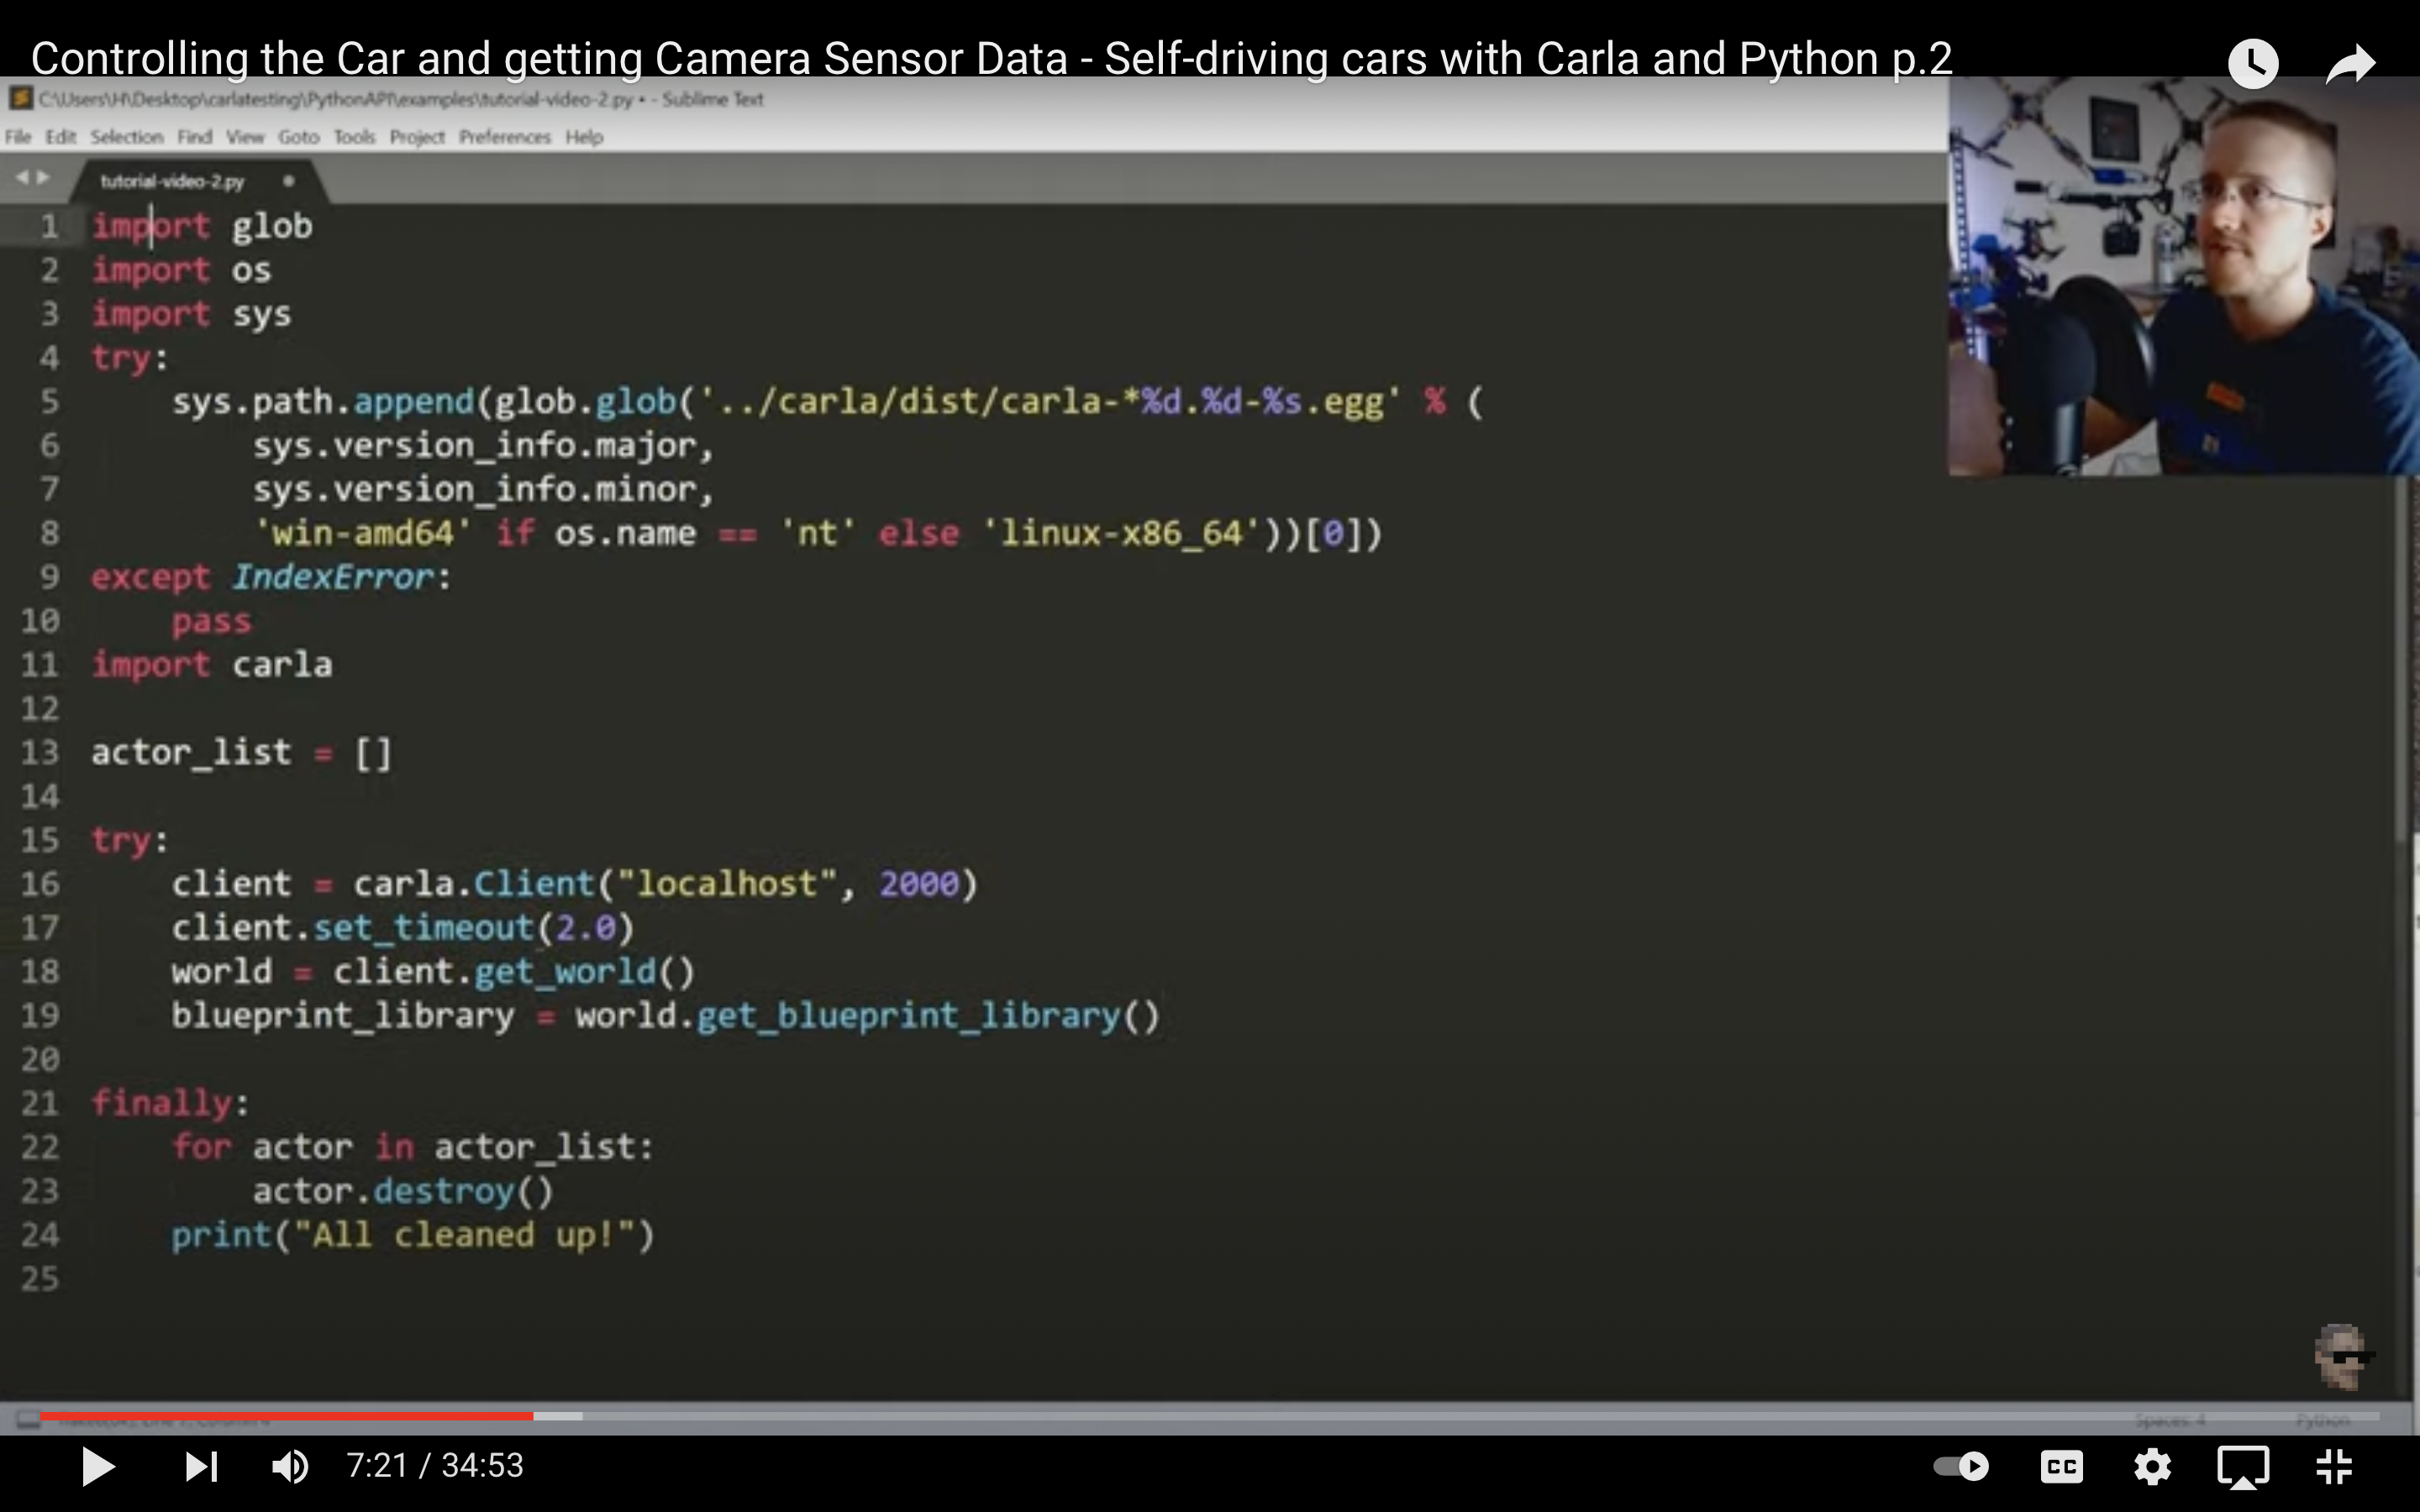 Controlling the Car and getting Camera Sensor Data - Self-driving cars with Carla and Python p.2
C:\Users\H\Desktop\carlatesting\PythonAPI\examples\tutorial-video-2.py • - Sublime Text
File Edit Selection Find View Goto Tools Project Preferences Help
tutorial-video-2.py
1 import glob
2 import os
3 import sys
4 try:
5     sys.path.append(glob.glob('../carla/dist/carla-*%d.%d-%s.egg' % (
6         sys.version_info.major,
7         sys.version_info.minor,
8         'win-amd64' if os.name == 'nt' else 'linux-x86_64'))[0])
9 except IndexError:
10     pass
11 import carla
12
13 actor_list = []
14
15 try:
16     client = carla.Client("localhost", 2000)
17     client.set_timeout(2.0)
18     world = client.get_world()
19     blueprint_library = world.get_blueprint_library()
20
21 finally:
22     for actor in actor_list:
23         actor.destroy()
24     print("All cleaned up!")
25
Spaces: 4 Python
7:21 / 34:53
CC